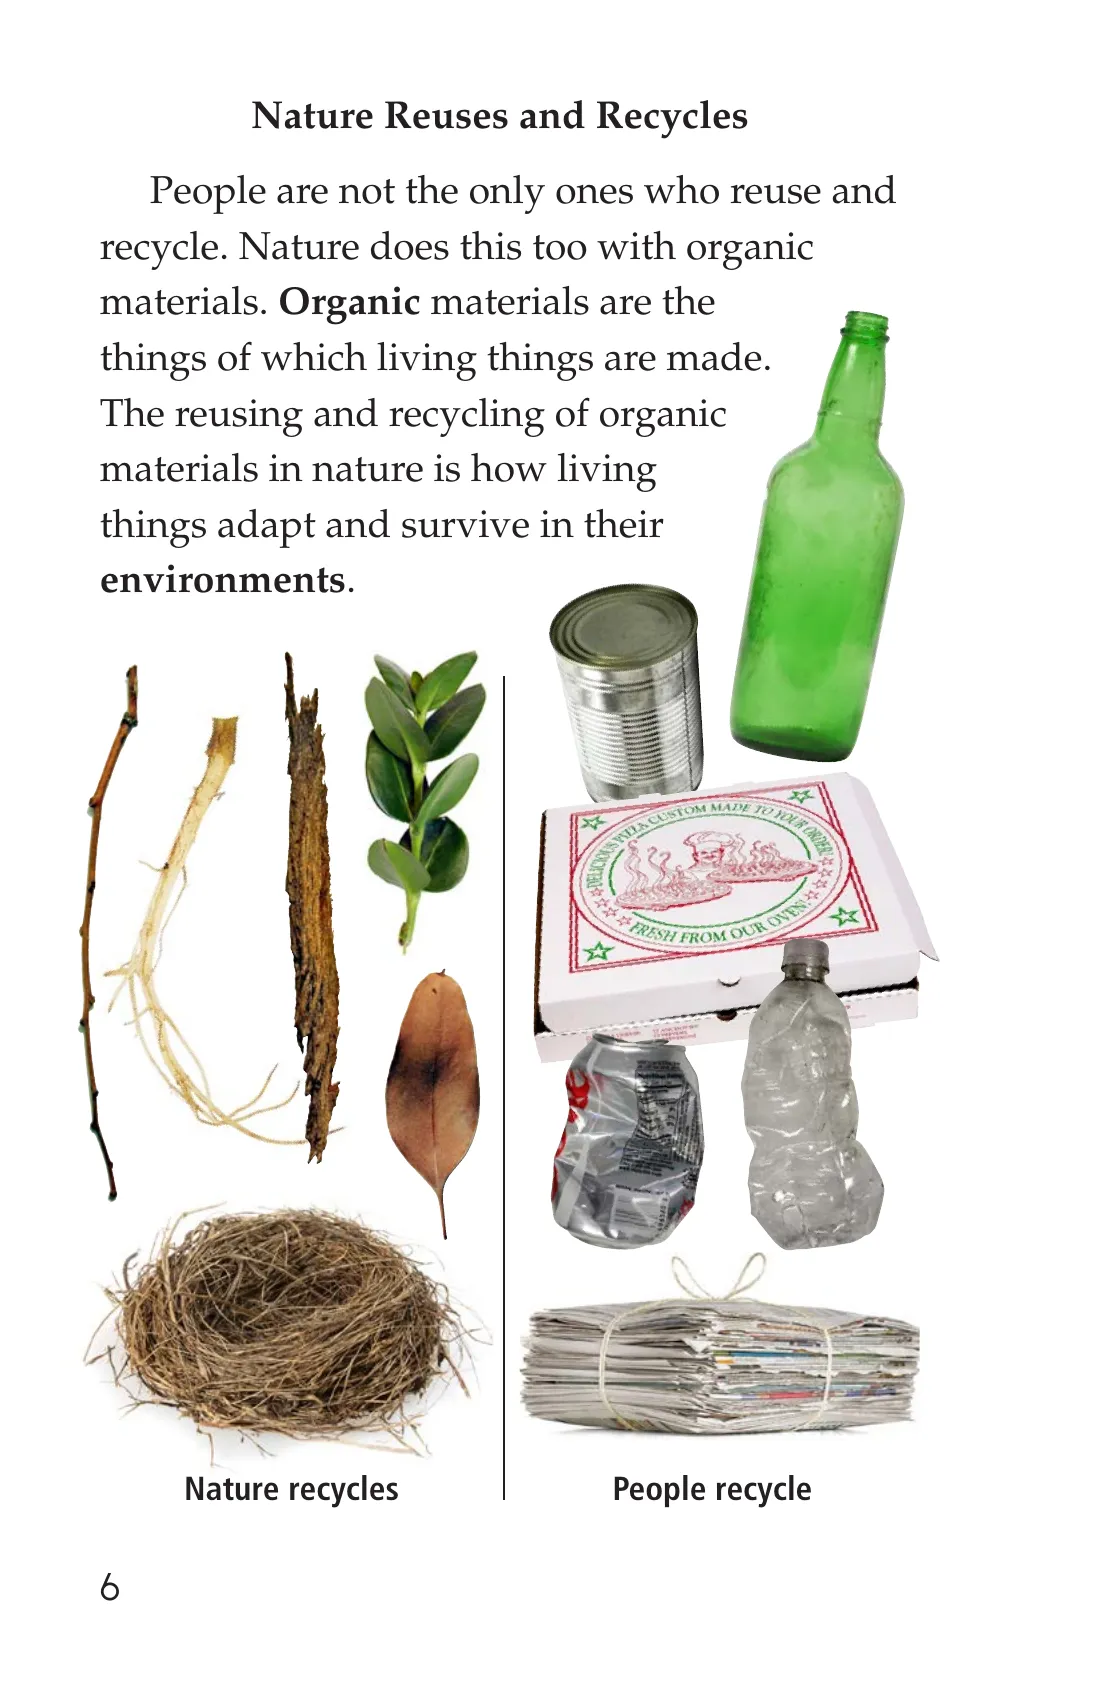 Nature Reuses and Recycles
People are not the only ones who reuse and
recycle. Nature does this too with organic
materials. Organic materials are the
things of which living things are made.
The reusing and recycling of organic
materials in nature is how living
things adapt and survive in their
environments.
DELICIOUS PIZZA CUSTOM MADE TO YOUR ORDER!
FRESH FROM OUR OVEN!
Nature recycles
People recycle
6